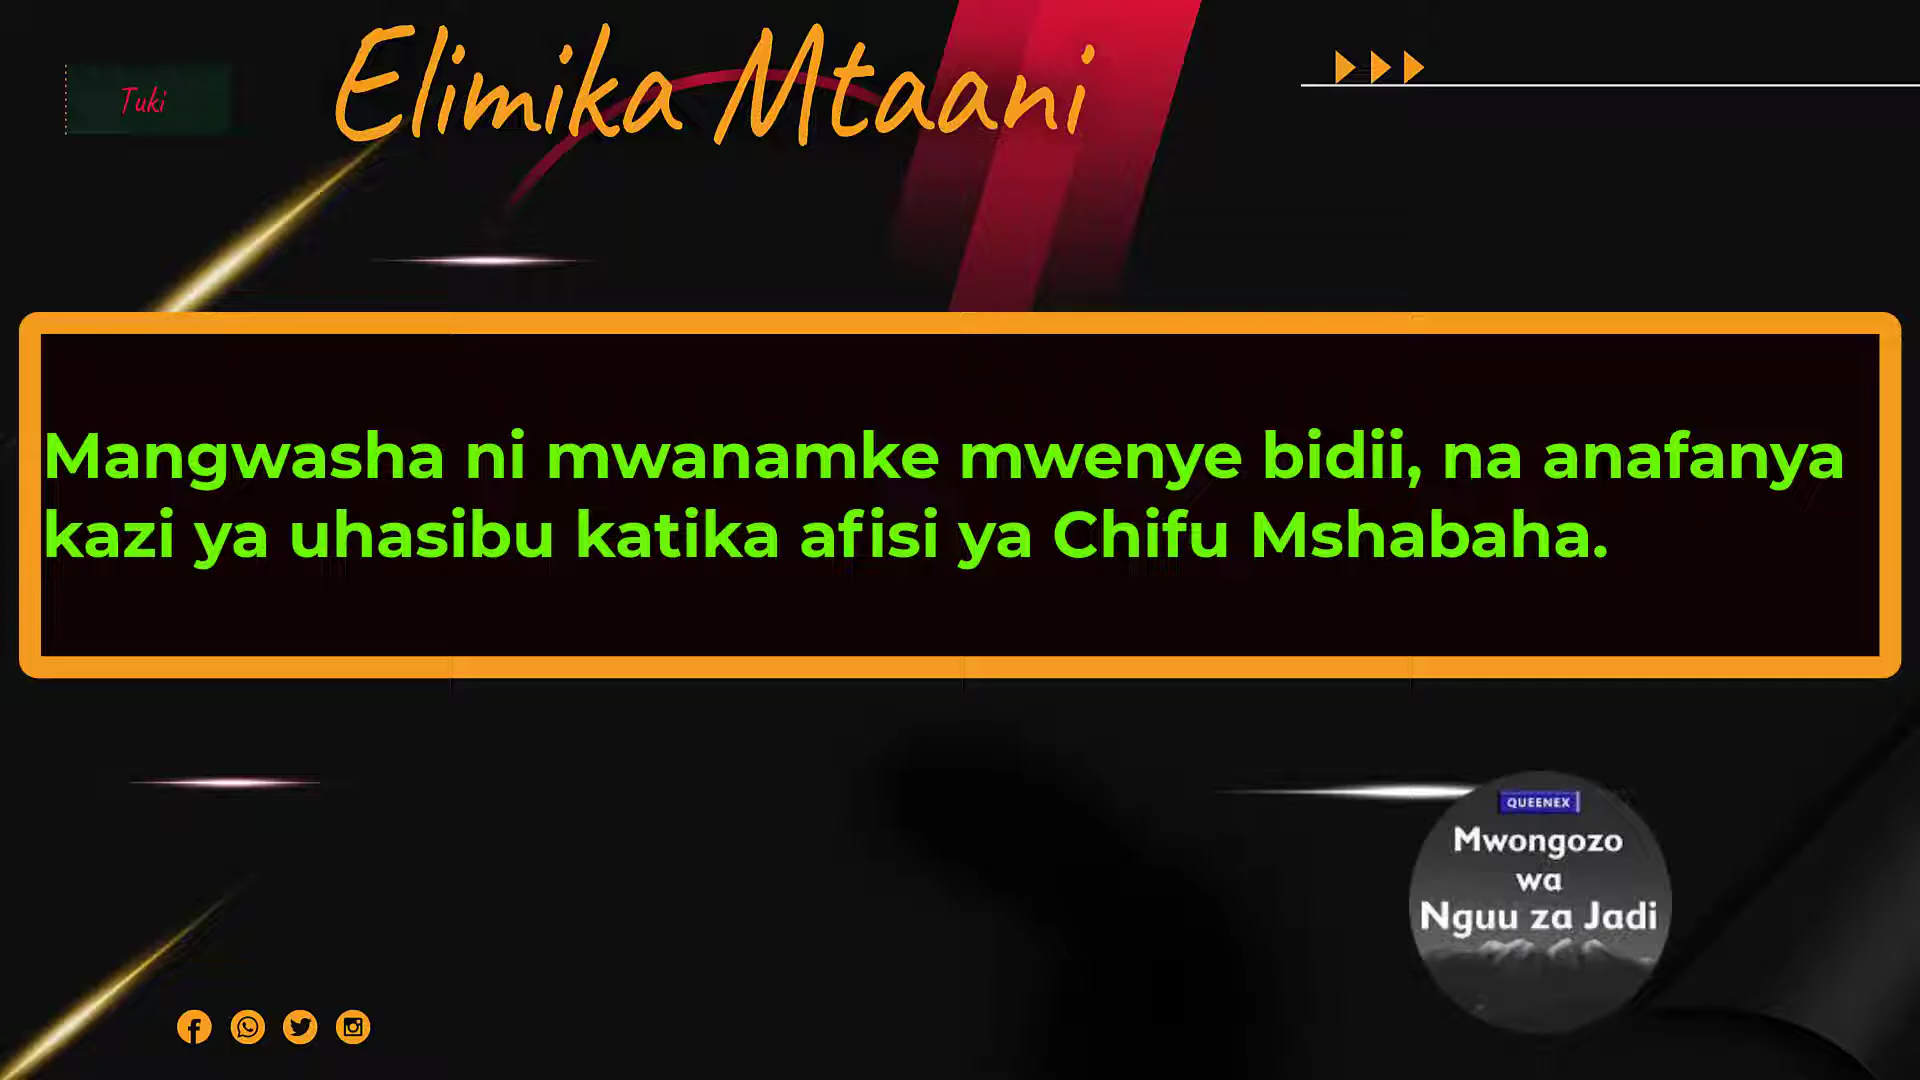 Tuki
Elimika Mtaani
Mangwasha ni mwanamke mwenye bidii, na anafanya
kazi ya uhasibu katika afisi ya Chifu Mshabaha.
QUEENEX
Mwongozo
wa
Nguu za Jadi